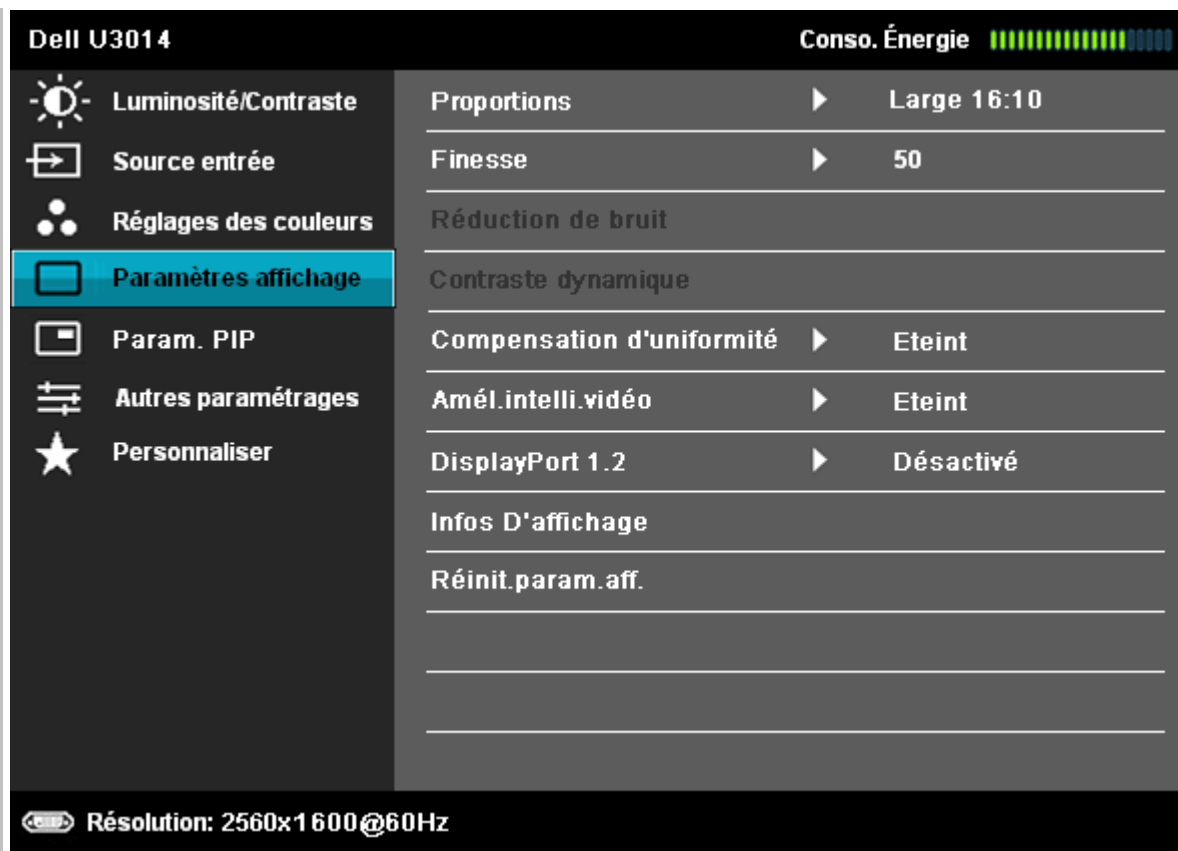 Dell U3014
Conso. Énergie
Luminosité/Contraste
Source entrée
Réglages des couleurs
Paramètres affichage
Param. PIP
Autres paramétrages
Personnaliser
Proportions Large 16:10
Finesse 50
Réduction de bruit
Contraste dynamique
Compensation d'uniformité Eteint
Amél.intelli.vidéo Eteint
DisplayPort 1.2 Désactivé
Infos D'affichage
Réinit.param.aff.
Résolution: 2560x1600@60Hz